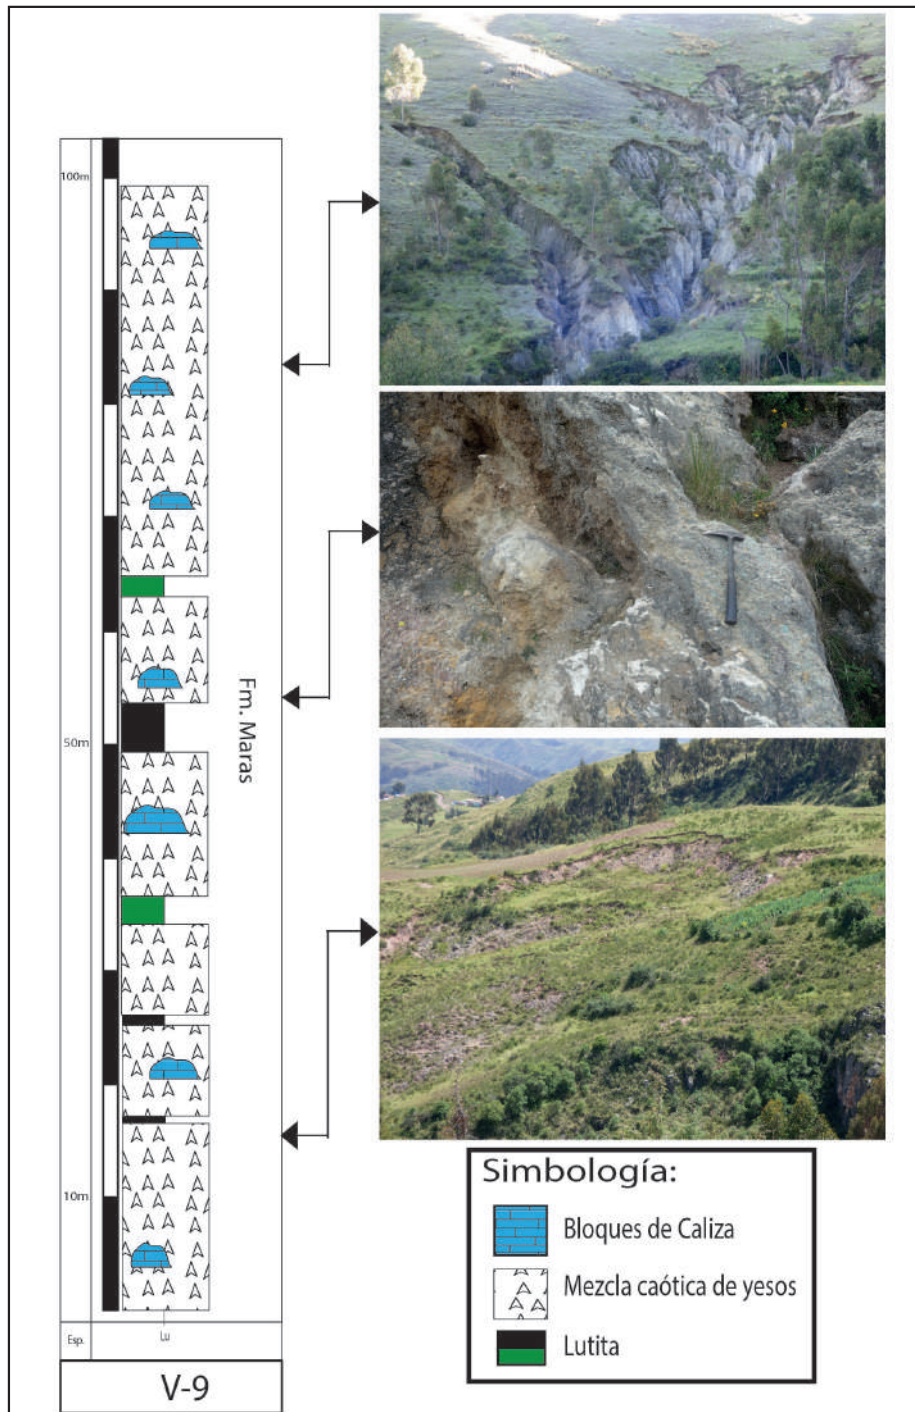 100m
50m
10m
Fm. Maras
Esp.
Lu
V-9
Simbología:
Bloques de Caliza
Mezcla caótica de yesos
Lutita